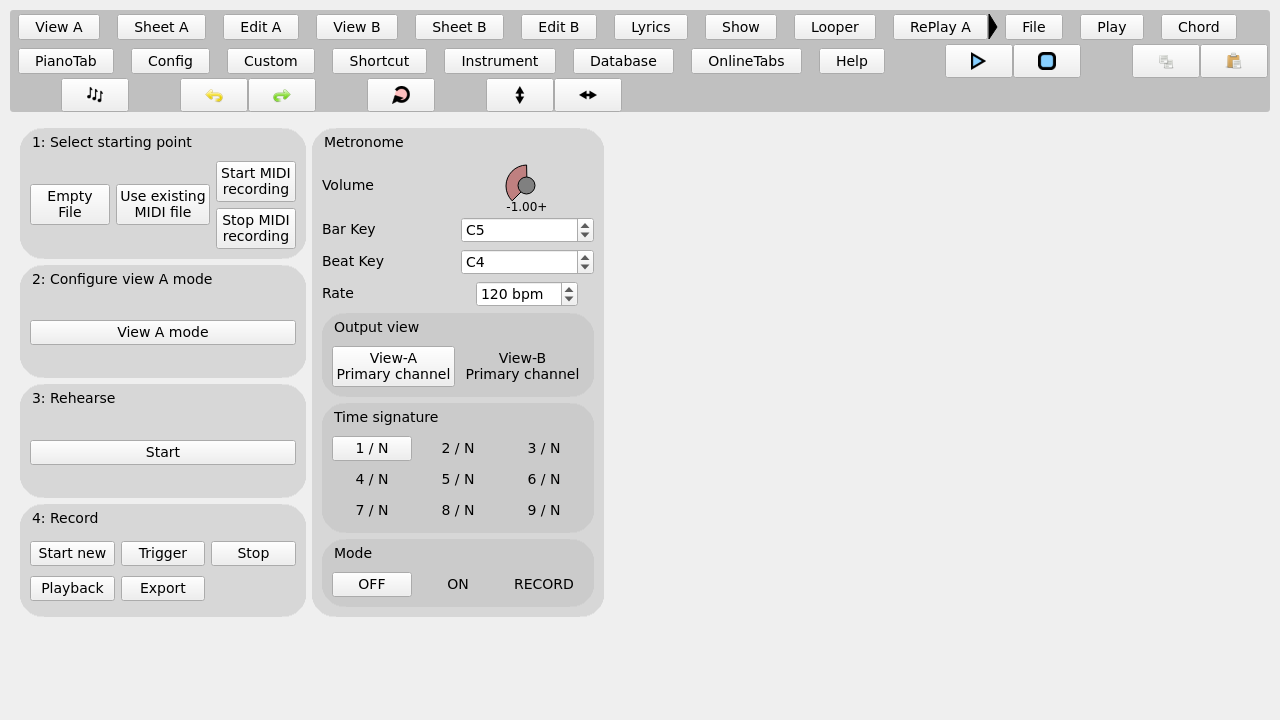 View A Sheet A Edit A View B Sheet B Edit B Lyrics Show Looper RePlay A File Play Chord
PianoTab Config Custom Shortcut Instrument Database OnlineTabs Help
1: Select starting point
Empty
File
Use existing
MIDI file
Start MIDI
recording
Stop MIDI
recording
2: Configure view A mode
View A mode
3: Rehearse
Start
4: Record
Start new Trigger Stop
Playback Export
Metronome
Volume
-1.00+
Bar Key C5
Beat Key C4
Rate 120 bpm
Output view
View-A
Primary channel
View-B
Primary channel
Time signature
1 / N 2 / N 3 / N
4 / N 5 / N 6 / N
7 / N 8 / N 9 / N
Mode
OFF ON RECORD